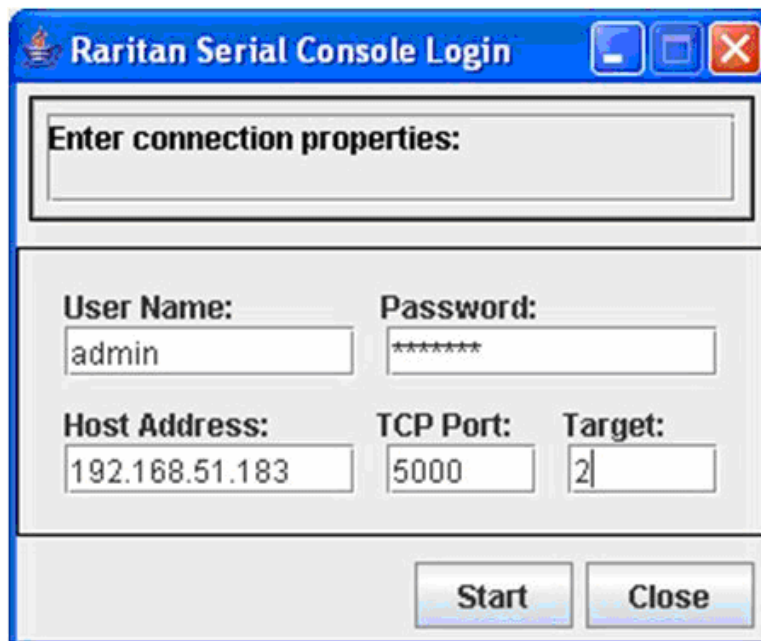 Raritan Serial Console Login
Enter connection properties:
User Name: Password:
admin *******
Host Address: TCP Port: Target:
192.168.51.183 5000 2
Start Close